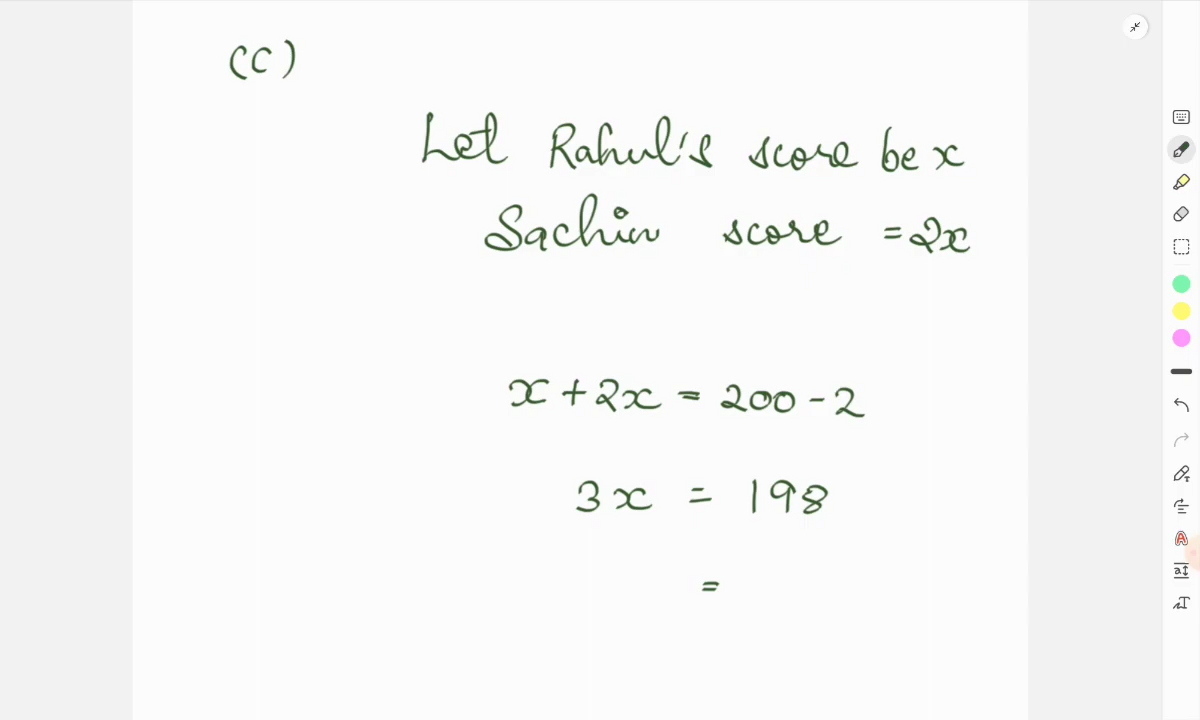 (C)
Let Rahul's score be x
Sachin score = 2x
x + 2x = 200 - 2
3x = 198
=